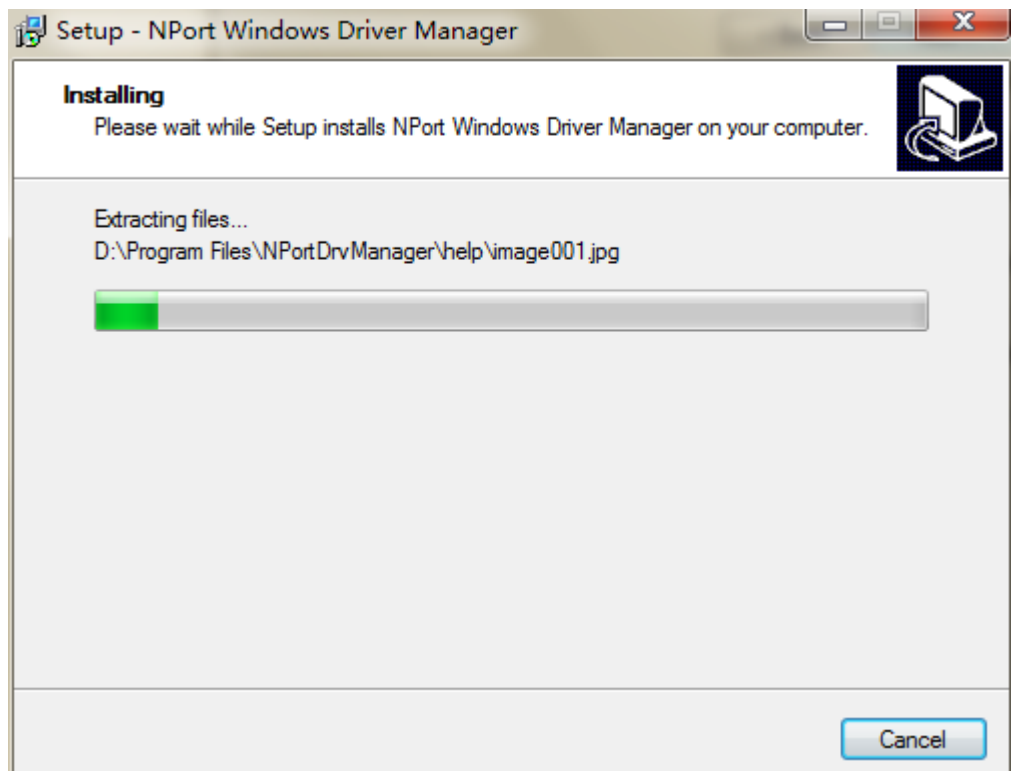 Setup - NPort Windows Driver Manager
Installing
Please wait while Setup installs NPort Windows Driver Manager on your computer.
Extracting files...
D:\Program Files\NPortDrvManager\help\image001.jpg
Cancel